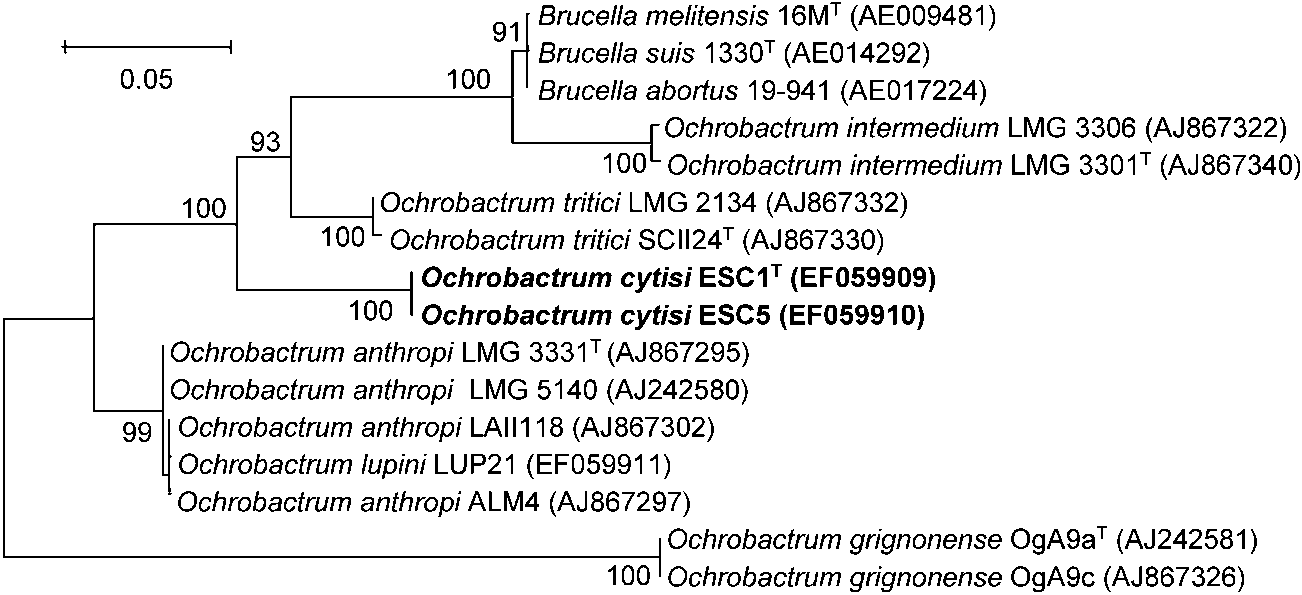 Brucella melitensis 16M^T (AE009481)
91
0.05
Brucella suis 1330^T (AE014292)
100
Brucella abortus 19-941 (AE017224)
Ochrobactrum intermedium LMG 3306 (AJ867322)
93
100
Ochrobactrum intermedium LMG 3301^T (AJ867340)
100
Ochrobactrum tritici LMG 2134 (AJ867332)
100
Ochrobactrum tritici SCII24^T (AJ867330)
Ochrobactrum cytisi ESC1^T (EF059909)
100
Ochrobactrum cytisi ESC5 (EF059910)
Ochrobactrum anthropi LMG 3331^T (AJ867295)
Ochrobactrum anthropi LMG 5140 (AJ242580)
99
Ochrobactrum anthropi LAII118 (AJ867302)
Ochrobactrum lupini LUP21 (EF059911)
Ochrobactrum anthropi ALM4 (AJ867297)
Ochrobactrum grignonense OgA9a^T (AJ242581)
100
Ochrobactrum grignonense OgA9c (AJ867326)